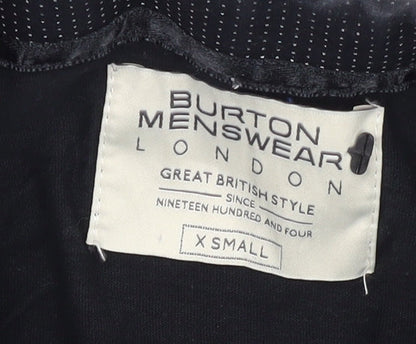 BURTON
MENSWEAR
LONDON
GREAT BRITISH STYLE
SINCE
NINETEEN HUNDRED AND FOUR
X SMALL